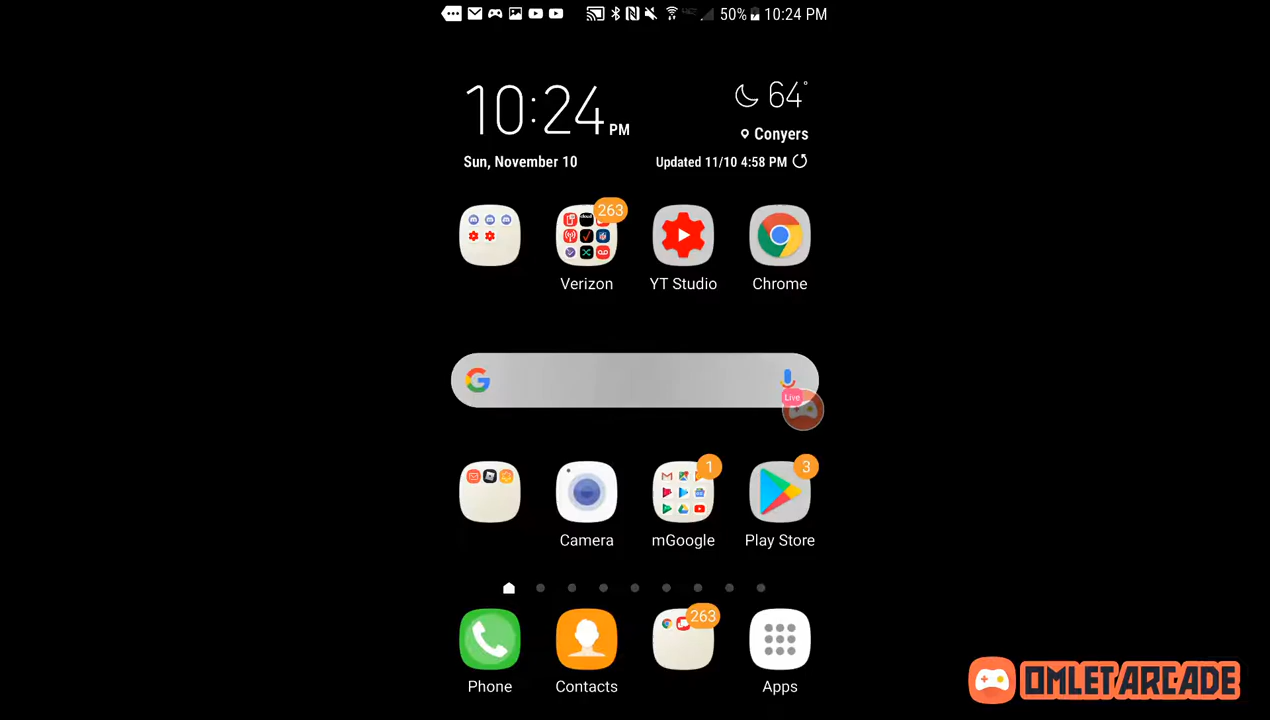 50% 10:24 PM
10:24 PM
64°
Conyers
Sun, November 10
Updated 11/10 4:58 PM
263
Verizon
YT Studio
Chrome
Live
1
3
Camera
mGoogle
Play Store
263
Phone
Contacts
Apps
OMLET ARCADE